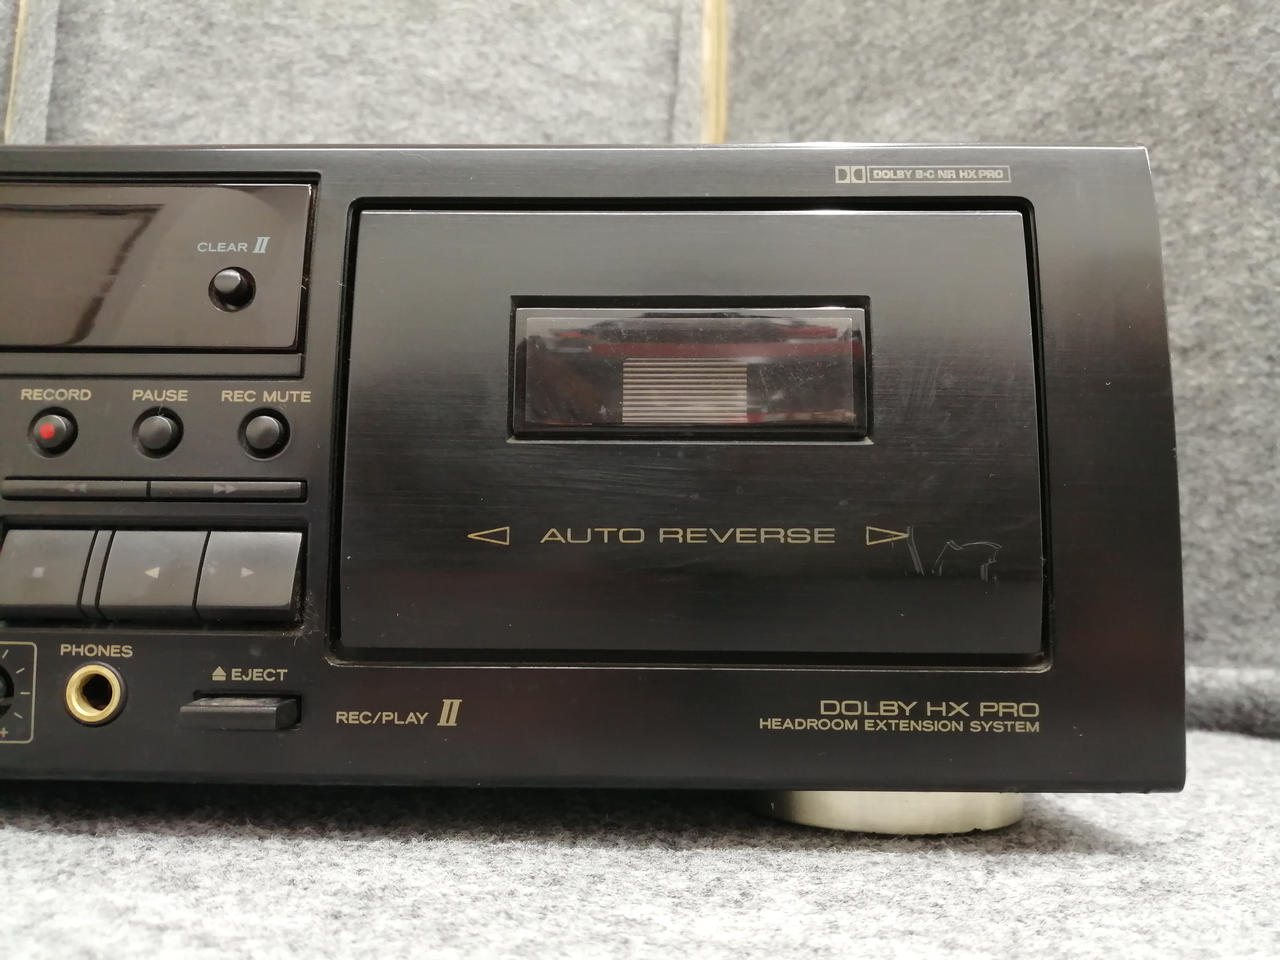 DOLBY B-C NR HX PRO
CLEAR II
RECORD PAUSE REC MUTE
AUTO REVERSE
PHONES
EJECT
REC/PLAY II
DOLBY HX PRO
HEADROOM EXTENSION SYSTEM
+